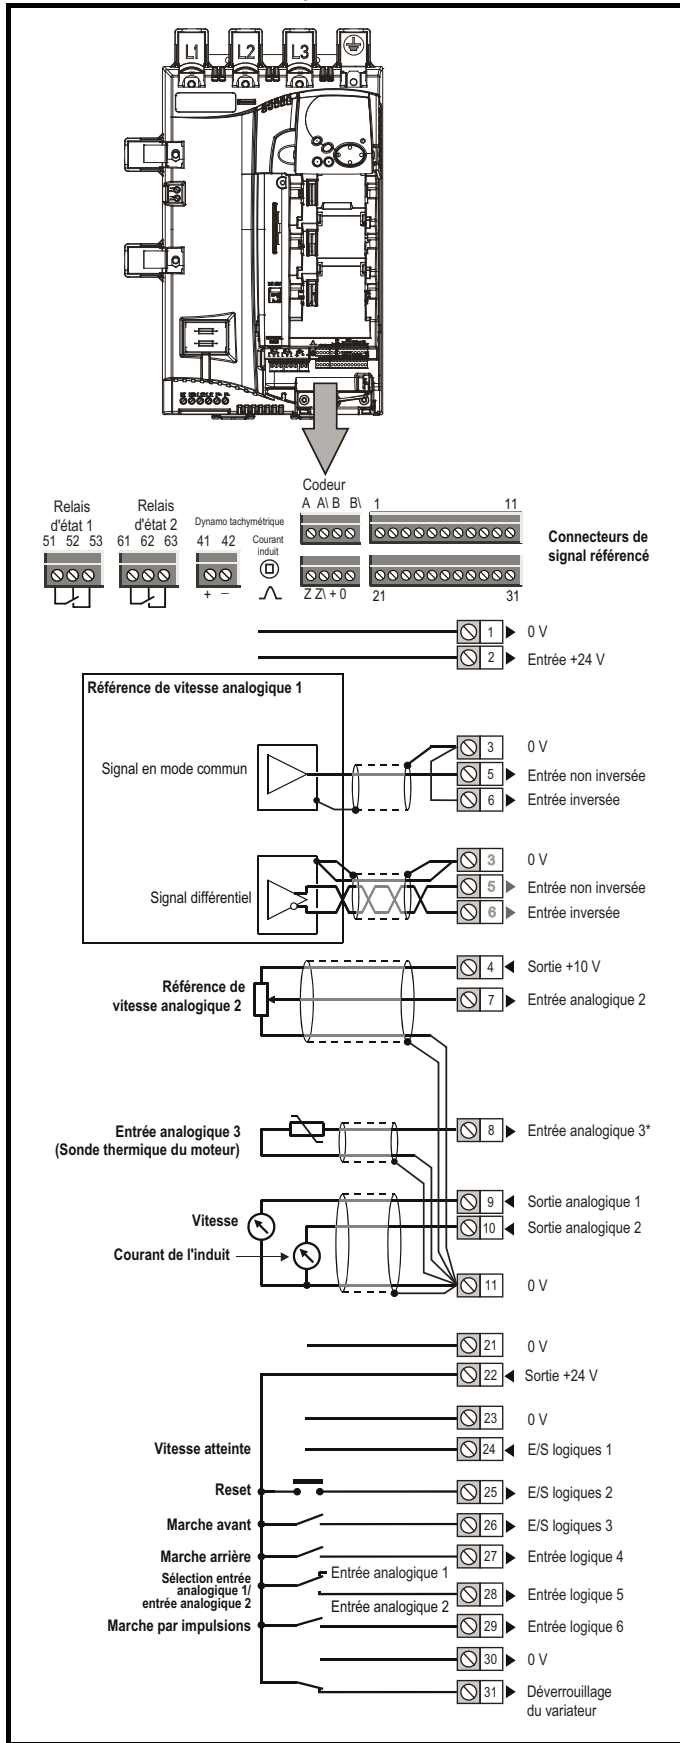 L1 L2 L3
Codeur
A A\ B B\ 1 11
Relais d'état 1
51 52 53
Relais d'état 2
61 62 63
Dynamo tachymétrique
41 42
+ −
Courant induit
Z Z\ + 0 21 31
Connecteurs de signal référencé
1 0 V
2 Entrée +24 V
Référence de vitesse analogique 1
Signal en mode commun
3 0 V
5 Entrée non inversée
6 Entrée inversée
Signal différentiel
3 0 V
5 Entrée non inversée
6 Entrée inversée
Référence de vitesse analogique 2
4 Sortie +10 V
7 Entrée analogique 2
Entrée analogique 3
(Sonde thermique du moteur)
8 Entrée analogique 3*
Vitesse
9 Sortie analogique 1
10 Sortie analogique 2
Courant de l'induit
11 0 V
21 0 V
22 Sortie +24 V
23 0 V
Vitesse atteinte
24 E/S logiques 1
Reset
25 E/S logiques 2
Marche avant
26 E/S logiques 3
Marche arrière
27 Entrée logique 4
Sélection entrée analogique 1/ entrée analogique 2
Entrée analogique 1
28 Entrée logique 5
Entrée analogique 2
Marche par impulsions
29 Entrée logique 6
30 0 V
31 Déverrouillage du variateur